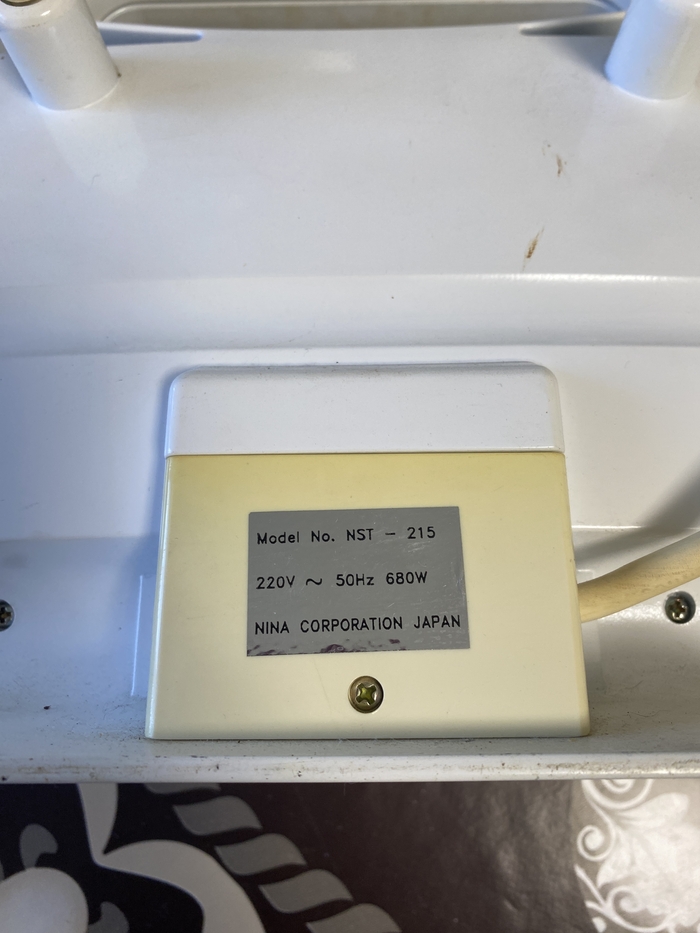 Model No. NST - 215
220V ~ 50Hz 680W
NINA CORPORATION JAPAN